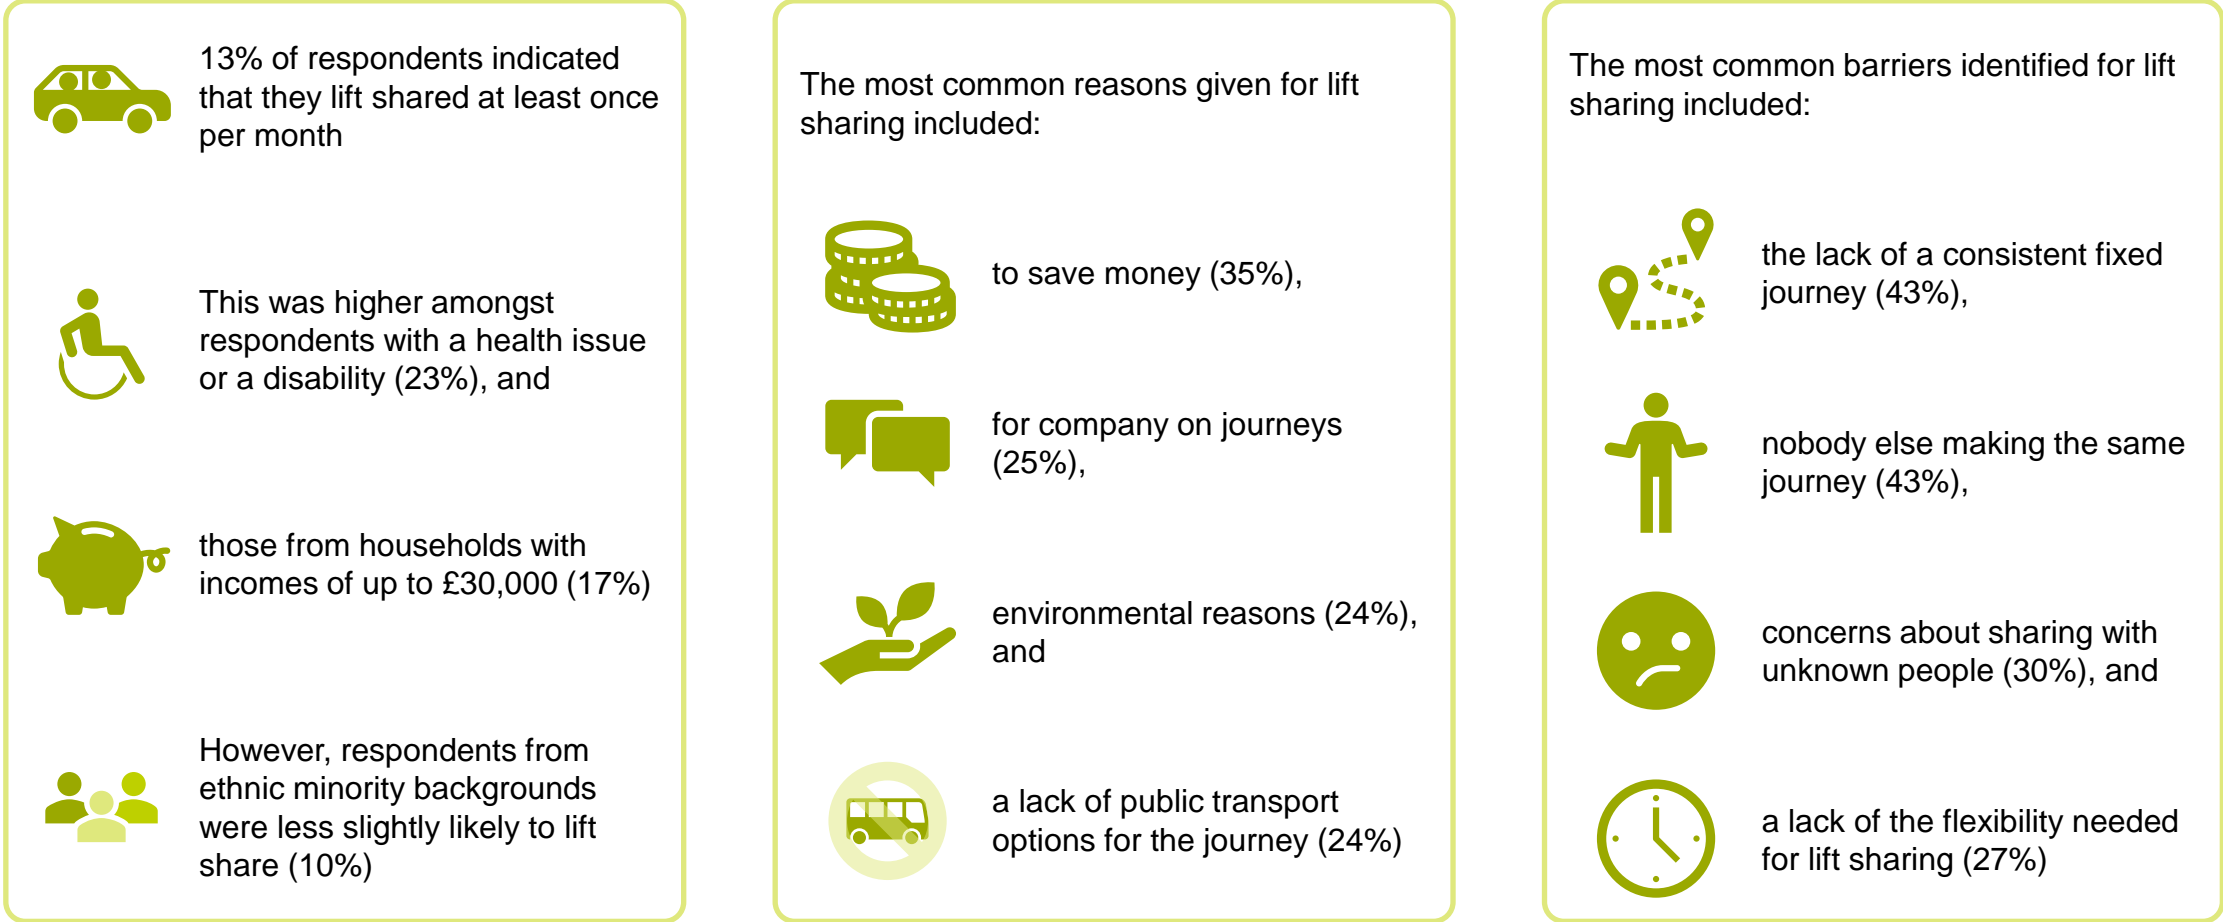 13% of respondents indicated
that they lift shared at least once
per month
This was higher amongst
respondents with a health issue
or a disability (23%), and
those from households with
incomes of up to £30,000 (17%)
However, respondents from
ethnic minority backgrounds
were less slightly likely to lift
share (10%)
The most common reasons given for lift
sharing included:
to save money (35%),
for company on journeys
(25%),
environmental reasons (24%),
and
a lack of public transport
options for the journey (24%)
The most common barriers identified for lift
sharing included:
the lack of a consistent fixed
journey (43%),
nobody else making the same
journey (43%),
concerns about sharing with
unknown people (30%), and
a lack of the flexibility needed
for lift sharing (27%)